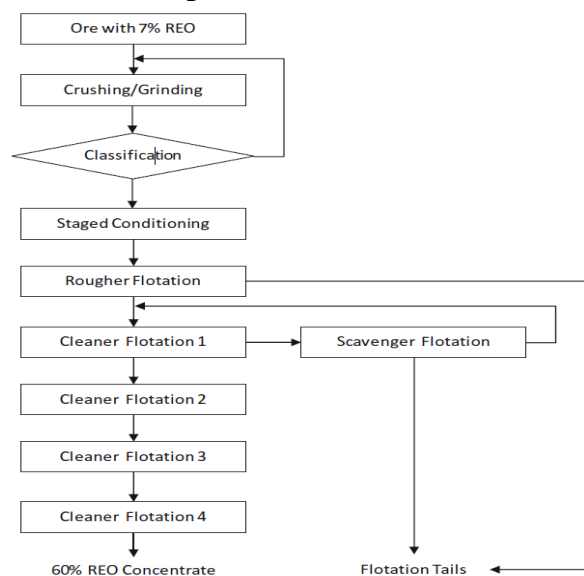 Ore with 7% REO
Crushing/Grinding
Classification
Staged Conditioning
Rougher Flotation
Cleaner Flotation 1
Scavenger Flotation
Cleaner Flotation 2
Cleaner Flotation 3
Cleaner Flotation 4
60% REO Concentrate
Flotation Tails